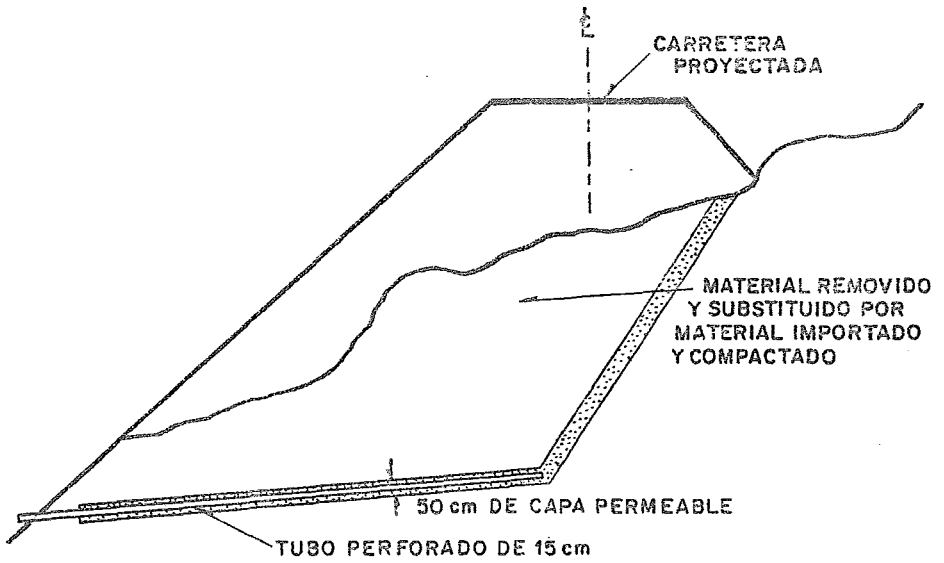 ℄
CARRETERA
PROYECTADA
MATERIAL REMOVIDO
Y SUBSTITUIDO POR
MATERIAL IMPORTADO
Y COMPACTADO
50 cm DE CAPA PERMEABLE
TUBO PERFORADO DE 15 cm